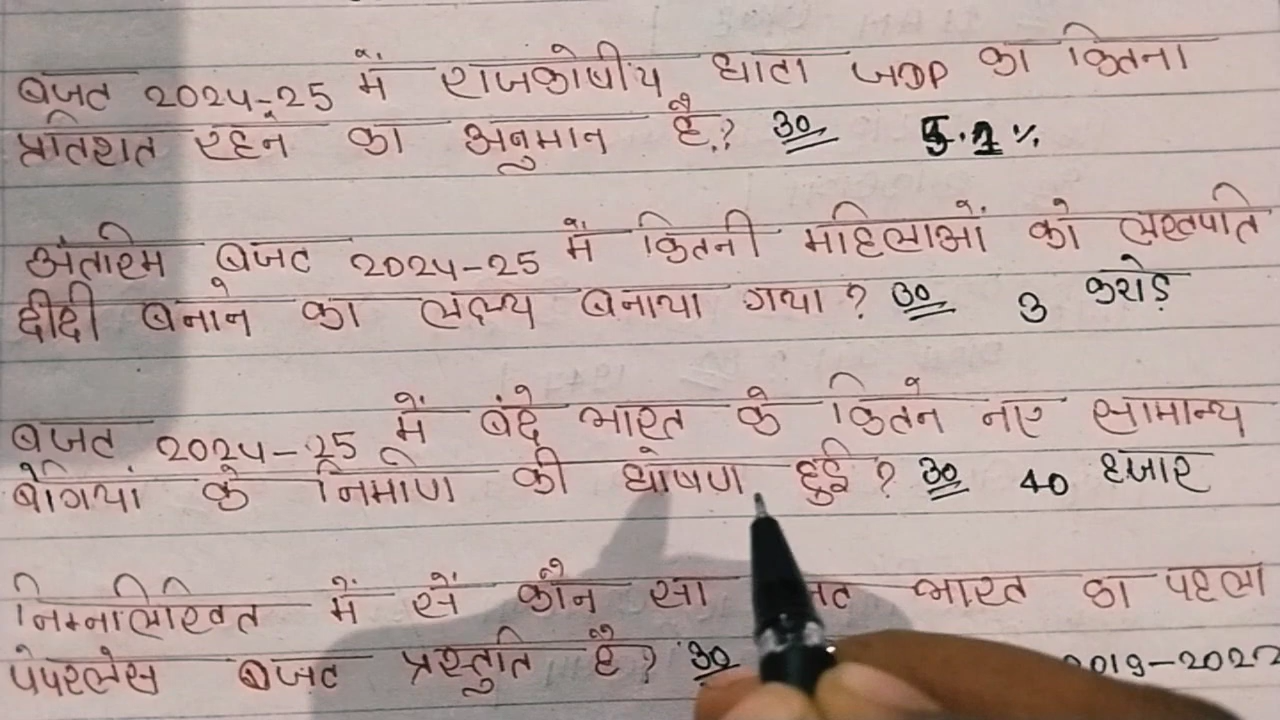 बजट 2024-25 में राजकोषीय घाटा GDP का कितना
प्रतिशत रहने का अनुमान है.? उ० 5.1%
अंतरिम बजट 2024-25 में कितनी महिलाओं को लखपति
दीदी बनाने का लक्ष्य बनाया गया? उ० 3 करोड़
बजट 2024-25 में वंदे भारत के कितने नए सामान्य
बोगियों के निर्माण की घोषण हुई? उ० 40 हजार
निम्नलिखित में सें कौन सा भारत का पहला
पेपरलेस बजट प्रस्तुति है? उ० 2019-2022